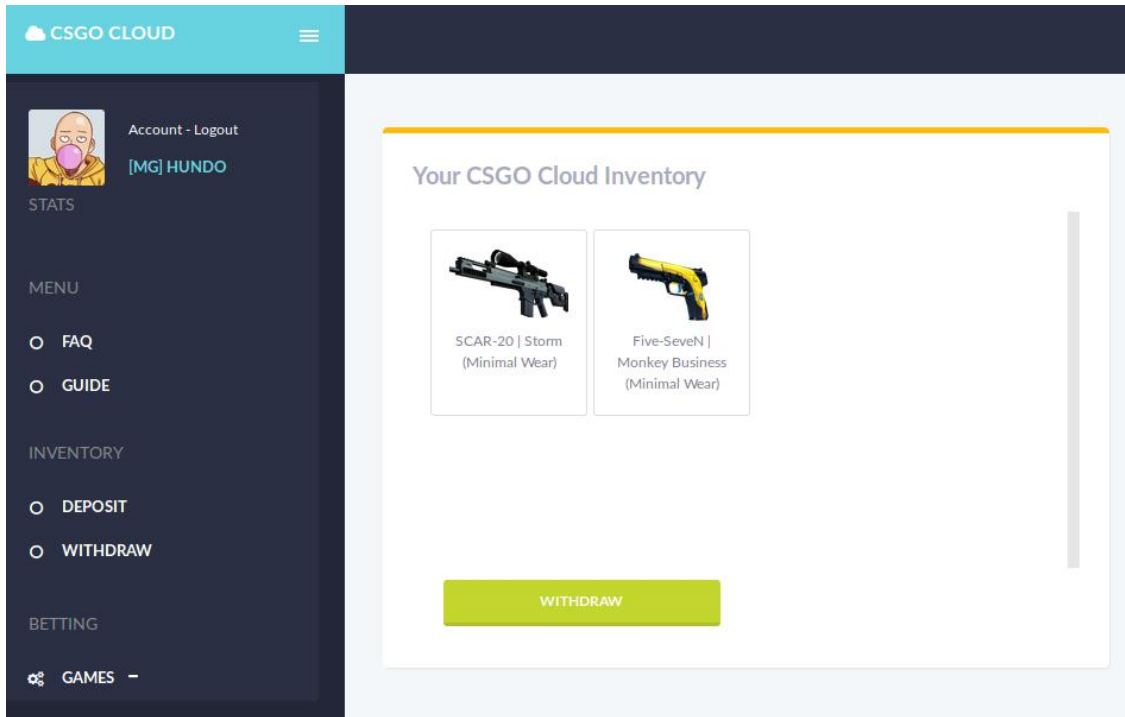 CSGO CLOUD
Account - Logout
[MG] HUNDO
STATS
MENU
FAQ
GUIDE
INVENTORY
DEPOSIT
WITHDRAW
BETTING
GAMES
Your CSGO Cloud Inventory
SCAR-20 | Storm
(Minimal Wear)
Five-SeveN |
Monkey Business
(Minimal Wear)
WITHDRAW